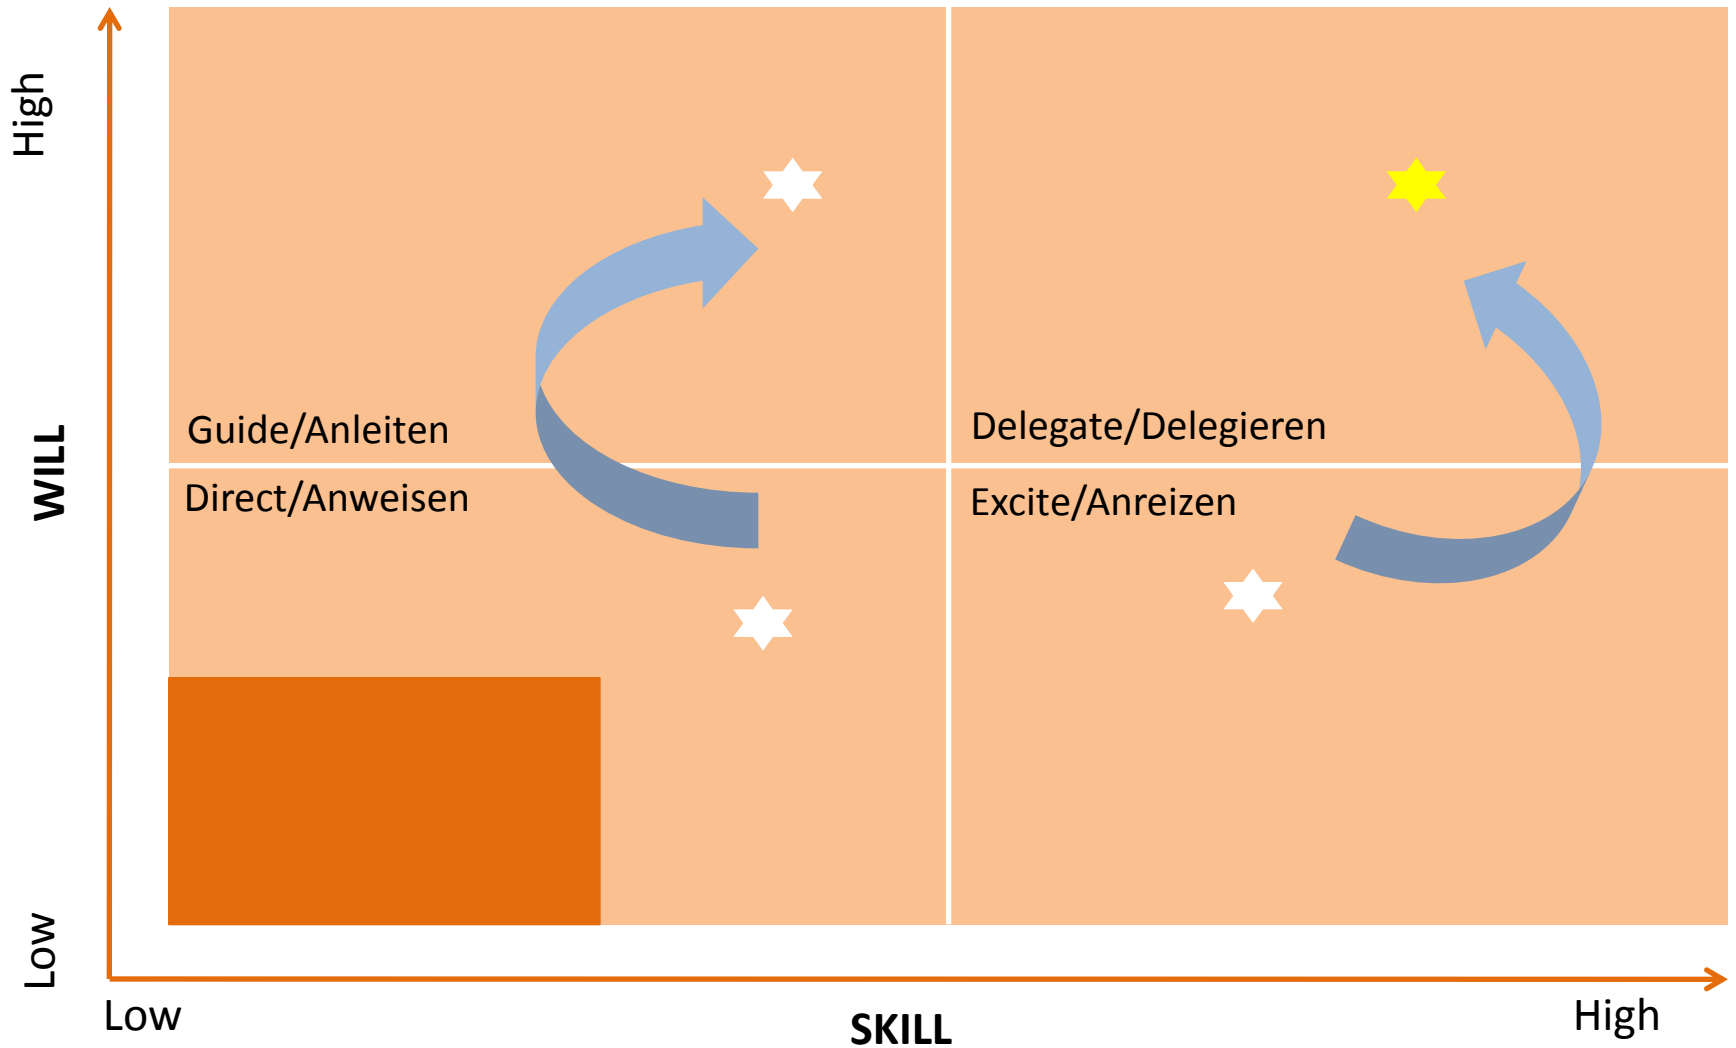 High
Guide/Anleiten
Delegate/Delegieren
WILL
Direct/Anweisen
Excite/Anreizen
Low
Low
SKILL
High